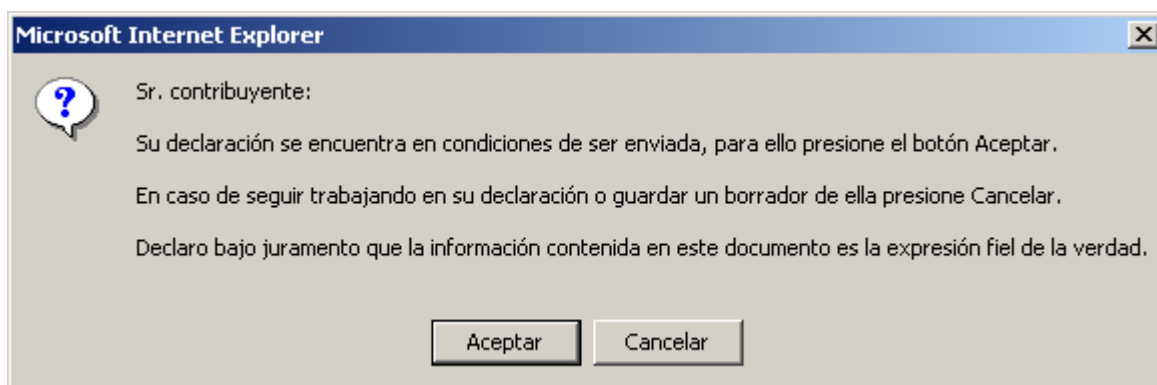 Microsoft Internet Explorer
Sr. contribuyente:
Su declaración se encuentra en condiciones de ser enviada, para ello presione el botón Aceptar.
En caso de seguir trabajando en su declaración o guardar un borrador de ella presione Cancelar.
Declaro bajo juramento que la información contenida en este documento es la expresión fiel de la verdad.
Aceptar Cancelar